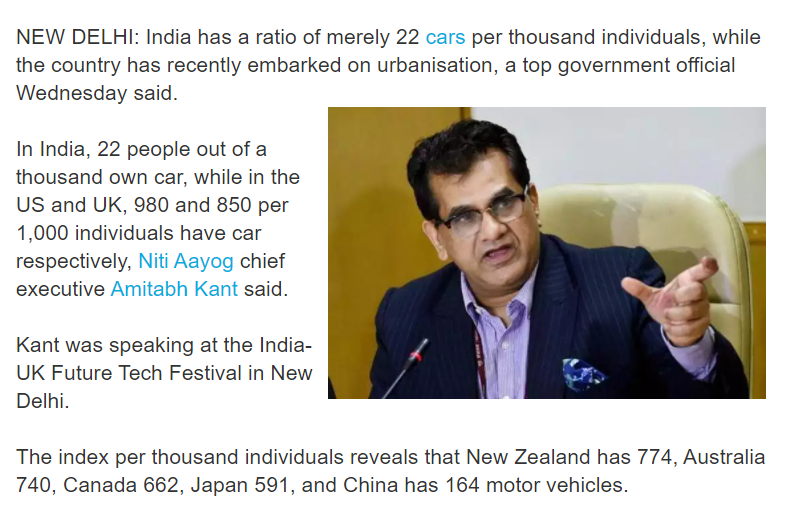 NEW DELHI: India has a ratio of merely 22 cars per thousand individuals, while
the country has recently embarked on urbanisation, a top government official
Wednesday said.
In India, 22 people out of a
thousand own car, while in the
US and UK, 980 and 850 per
1,000 individuals have car
respectively, Niti Aayog chief
executive Amitabh Kant said.
Kant was speaking at the India-
UK Future Tech Festival in New
Delhi.
The index per thousand individuals reveals that New Zealand has 774, Australia
740, Canada 662, Japan 591, and China has 164 motor vehicles.